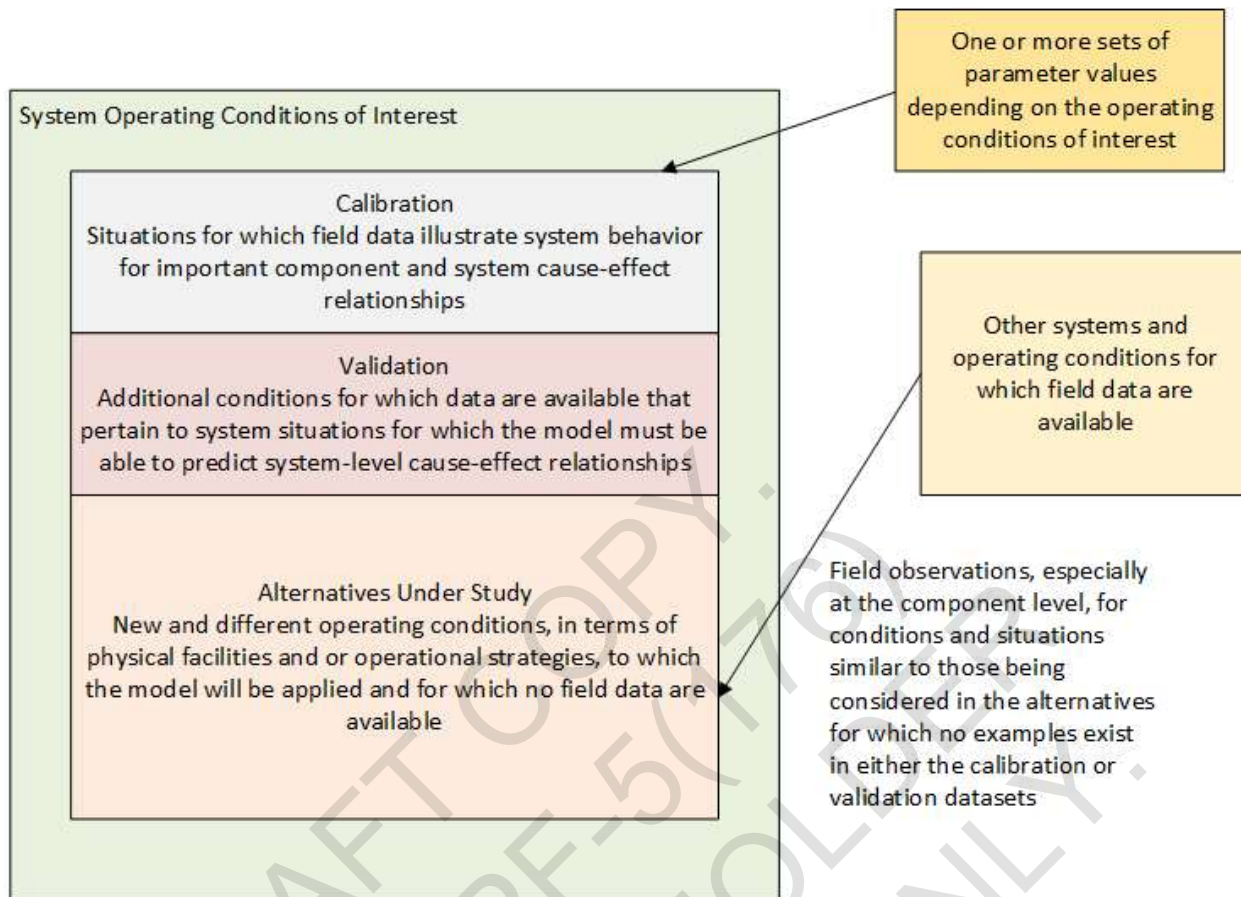 One or more sets of
parameter values
depending on the operating
conditions of interest
System Operating Conditions of Interest
Calibration
Situations for which field data illustrate system behavior
for important component and system cause-effect
relationships
Validation
Additional conditions for which data are available that
pertain to system situations for which the model must be
able to predict system-level cause-effect relationships
Alternatives Under Study
New and different operating conditions, in terms of
physical facilities and or operational strategies, to which
the model will be applied and for which no field data are
available
Other systems and
operating conditions for
which field data are
available
Field observations, especially
at the component level, for
conditions and situations
similar to those being
considered in the alternatives
for which no examples exist
in either the calibration or
validation datasets
COPY.